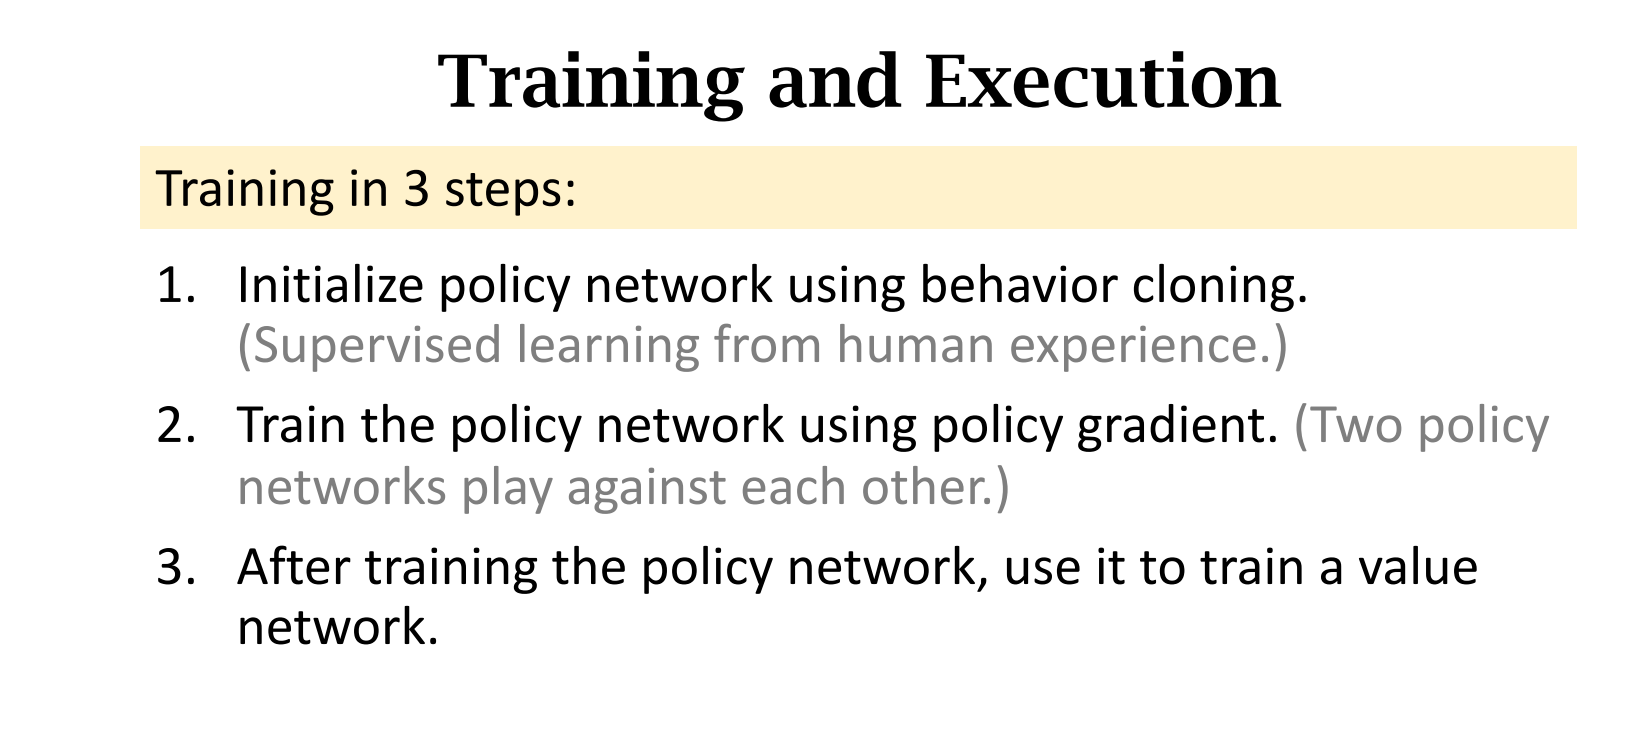 Training and Execution
Training in 3 steps:
1. Initialize policy network using behavior cloning.
(Supervised learning from human experience.)
2. Train the policy network using policy gradient. (Two policy
networks play against each other.)
3. After training the policy network, use it to train a value
network.